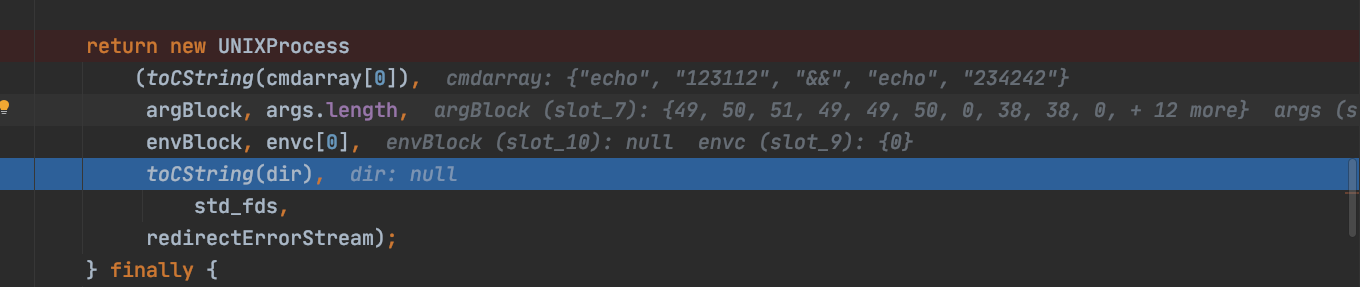 return new UNIXProcess
(toCString(cmdarray[0]), cmdarray: {"echo", "123112", "&&", "echo", "234242"}
argBlock, args.length, argBlock (slot_7): {49, 50, 51, 49, 49, 50, 0, 38, 38, 0, + 12 more} args (s
envBlock, envc[0], envBlock (slot_10): null envc (slot_9): {0}
toCString(dir), dir: null
std_fds,
redirectErrorStream);
} finally {